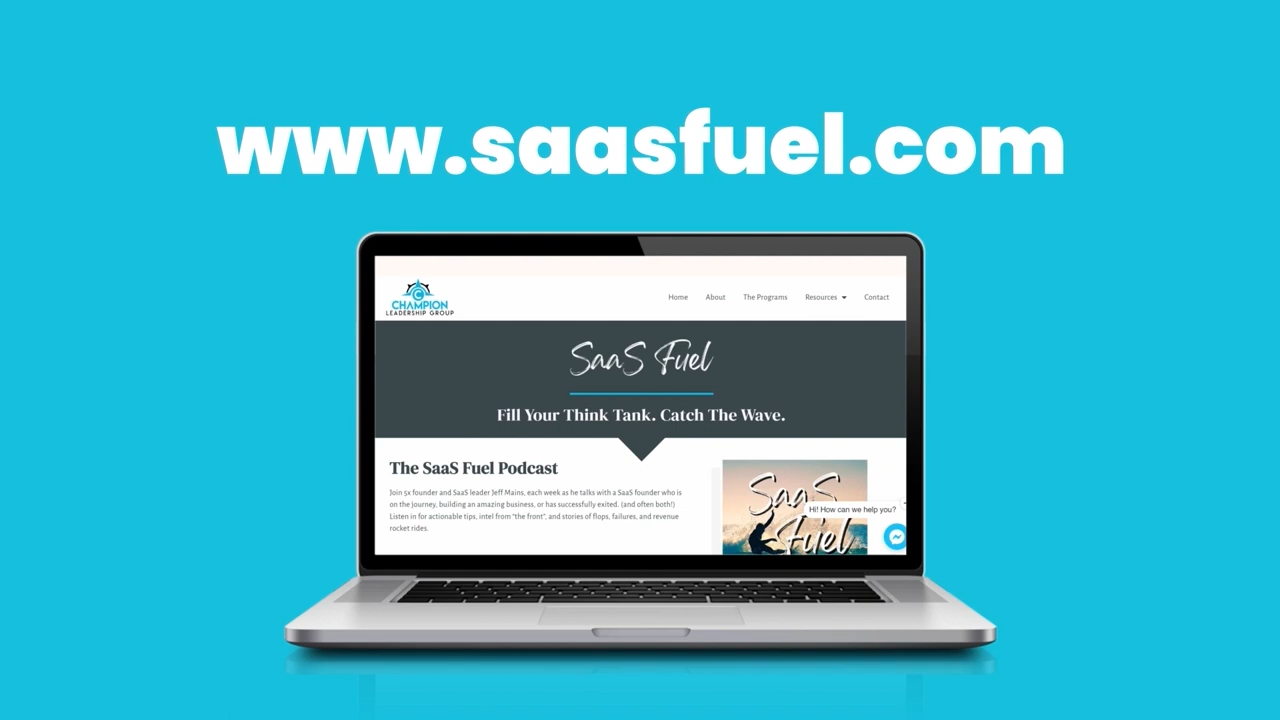 www.saasfuel.com
CHAMPION
LEADERSHIP GROUP
Home About The Programs Resources Contact
SaaS Fuel
Fill Your Think Tank. Catch The Wave.
The SaaS Fuel Podcast
Join 5x founder and SaaS leader Jeff Mains, each week as he talks with a SaaS founder who is
on the journey, building an amazing business, or has successfully exited, (and often both!)
Listen in for actionable tips, intel from "the front", and stories of flops, failures, and revenue
rocket rides.
SaaS
Hi! How can we help you?
Fuel